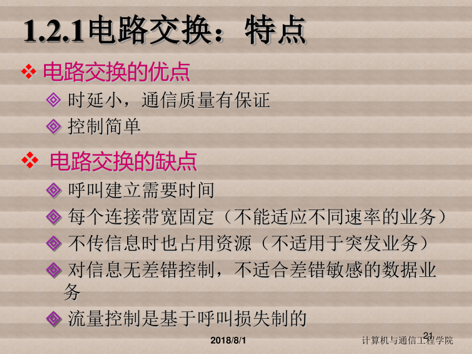 1.2.1电路交换：特点
电路交换的优点
时延小，通信质量有保证
控制简单
电路交换的缺点
呼叫建立需要时间
每个连接带宽固定（不能适应不同速率的业务）
不传信息时也占用资源（不适用于突发业务）
对信息无差错控制，不适合差错敏感的数据业
务
流量控制是基于呼叫损失制的
2018/8/1
计算机与通信工程学院
21